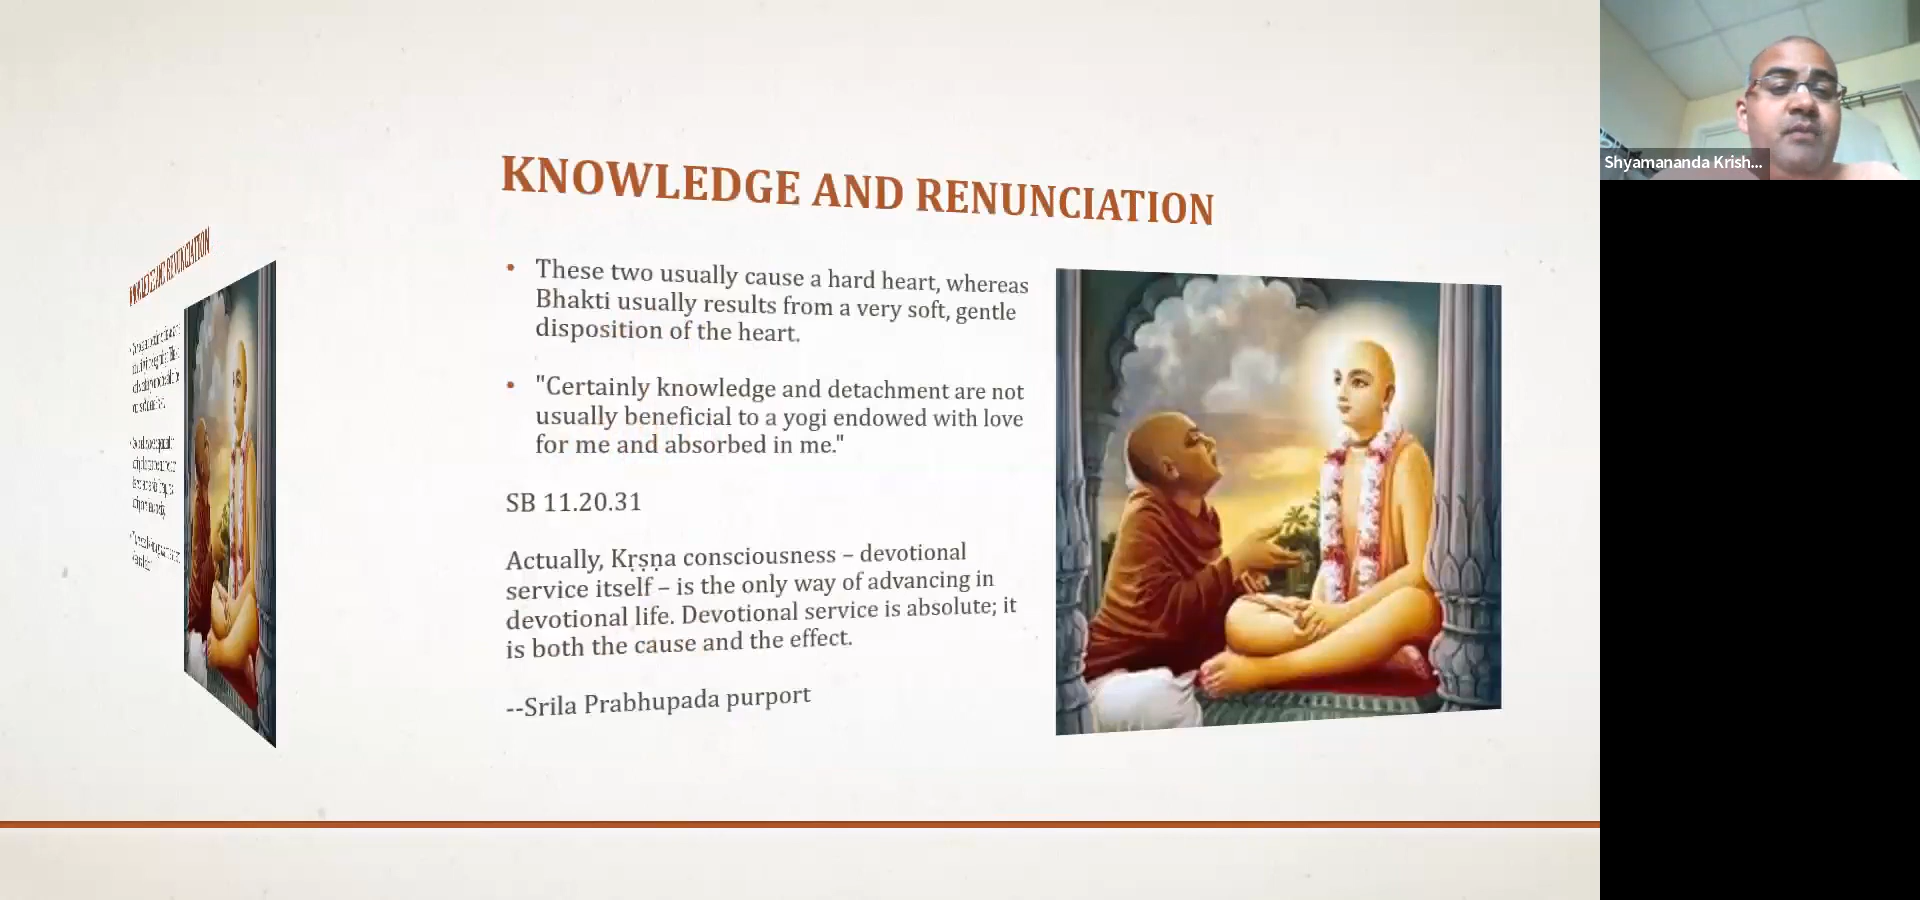 KNOWLEDGE AND RENUNCIATION
• These two usually cause a hard heart, whereas
Bhakti usually results from a very soft, gentle
disposition of the heart.
• "Certainly knowledge and detachment are not
usually beneficial to a yogi endowed with love
for me and absorbed in me."
SB 11.20.31
Actually, Kṛṣṇa consciousness – devotional
service itself – is the only way of advancing in
devotional life. Devotional service is absolute; it
is both the cause and the effect.
--Srila Prabhupada purport
KNOWLEDGE AND RENUNCIATION
Shyamananda Krish...